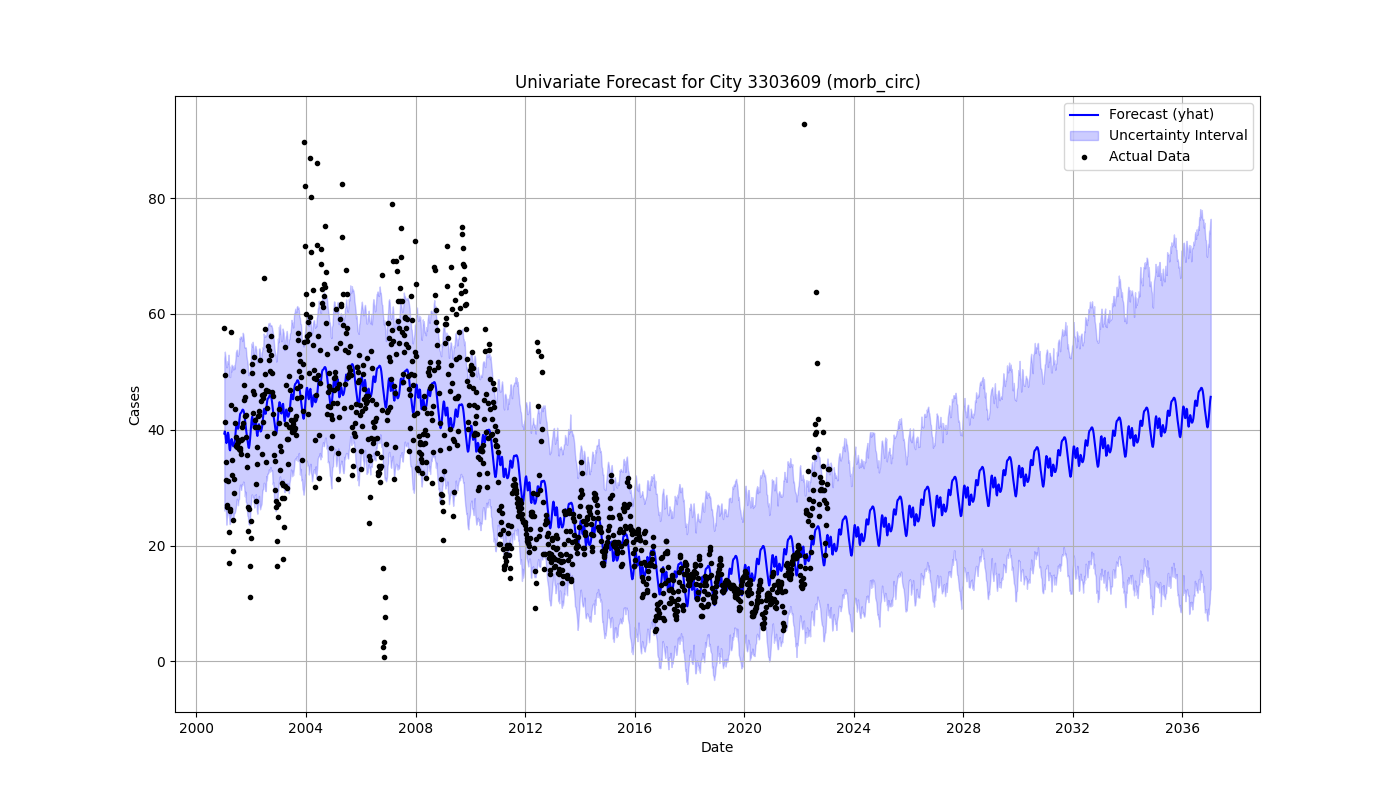 Univariate Forecast for City 3303609 (morb_circ)
Forecast (yhat)
Uncertainty Interval
Actual Data
Cases
80
60
40
20
0
2000 2004 2008 2012 2016 2020 2024 2028 2032 2036
Date